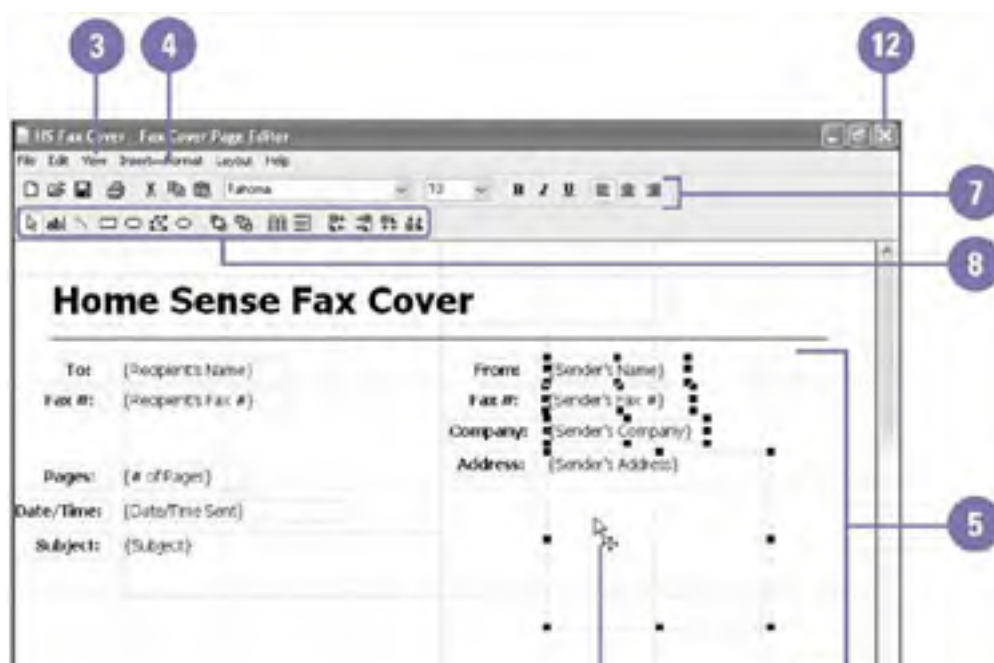 3 4 12
HS Fax Cover - Fax Cover Page Editor
File Edit View Insert Format Layout Help
Tahoma 12 B I U
7
abl
8
Home Sense Fax Cover
To: {Recipient's Name} From: {Sender's Name}
Fax #: {Recipient's Fax #} Fax #: {Sender's Fax #}
Company: {Sender's Company}
Pages: {# of Pages} Address: {Sender's Address}
Date/Time: {Date/Time Sent}
5
Subject: {Subject}